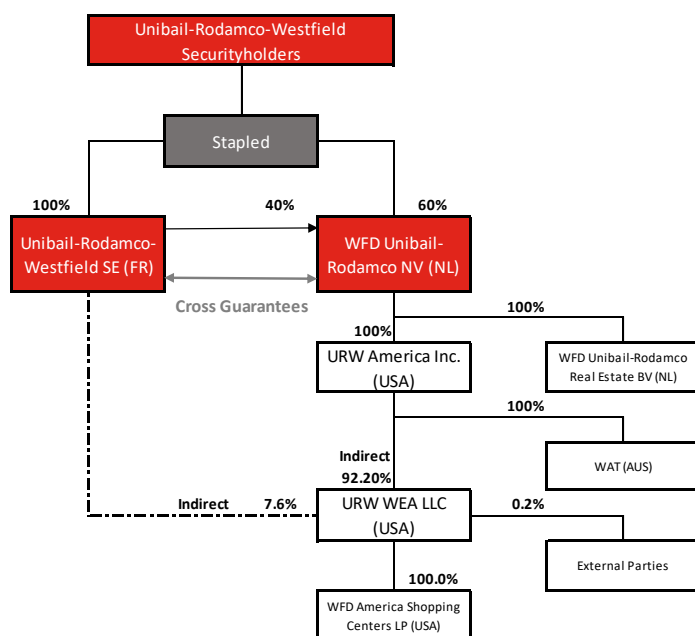 Unibail-Rodamco-Westfield
Securityholders
Stapled
100%
40%
60%
Unibail-Rodamco-
Westfield SE (FR)
WFD Unibail-
Rodamco NV (NL)
Cross Guarantees
100%
100%
URW America Inc.
(USA)
WFD Unibail-Rodamco
Real Estate BV (NL)
100%
WAT (AUS)
Indirect
92.20%
Indirect 7.6%
URW WEA LLC
(USA)
0.2%
External Parties
100.0%
WFD America Shopping
Centers LP (USA)